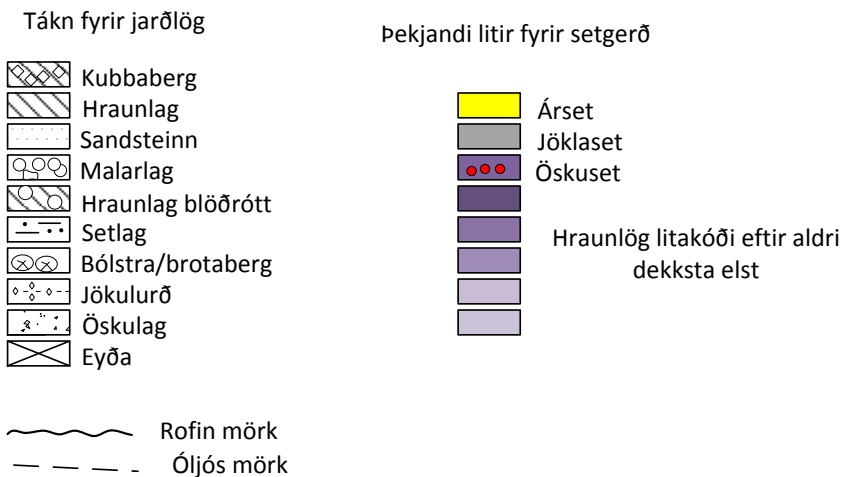 Tákn fyrir jarðlög
Kubbaberg
Hraunlag
Sandsteinn
Malarlag
Hraunlag blöðrótt
Setlag
Bólstra/brotaberg
Jökulurð
Öskulag
Eyða
Rofin mörk
Óljós mörk
Þekjandi litir fyrir setgerð
Árset
Jöklaset
Öskuset
Hraunlög litakóði eftir aldri
dekksta elst